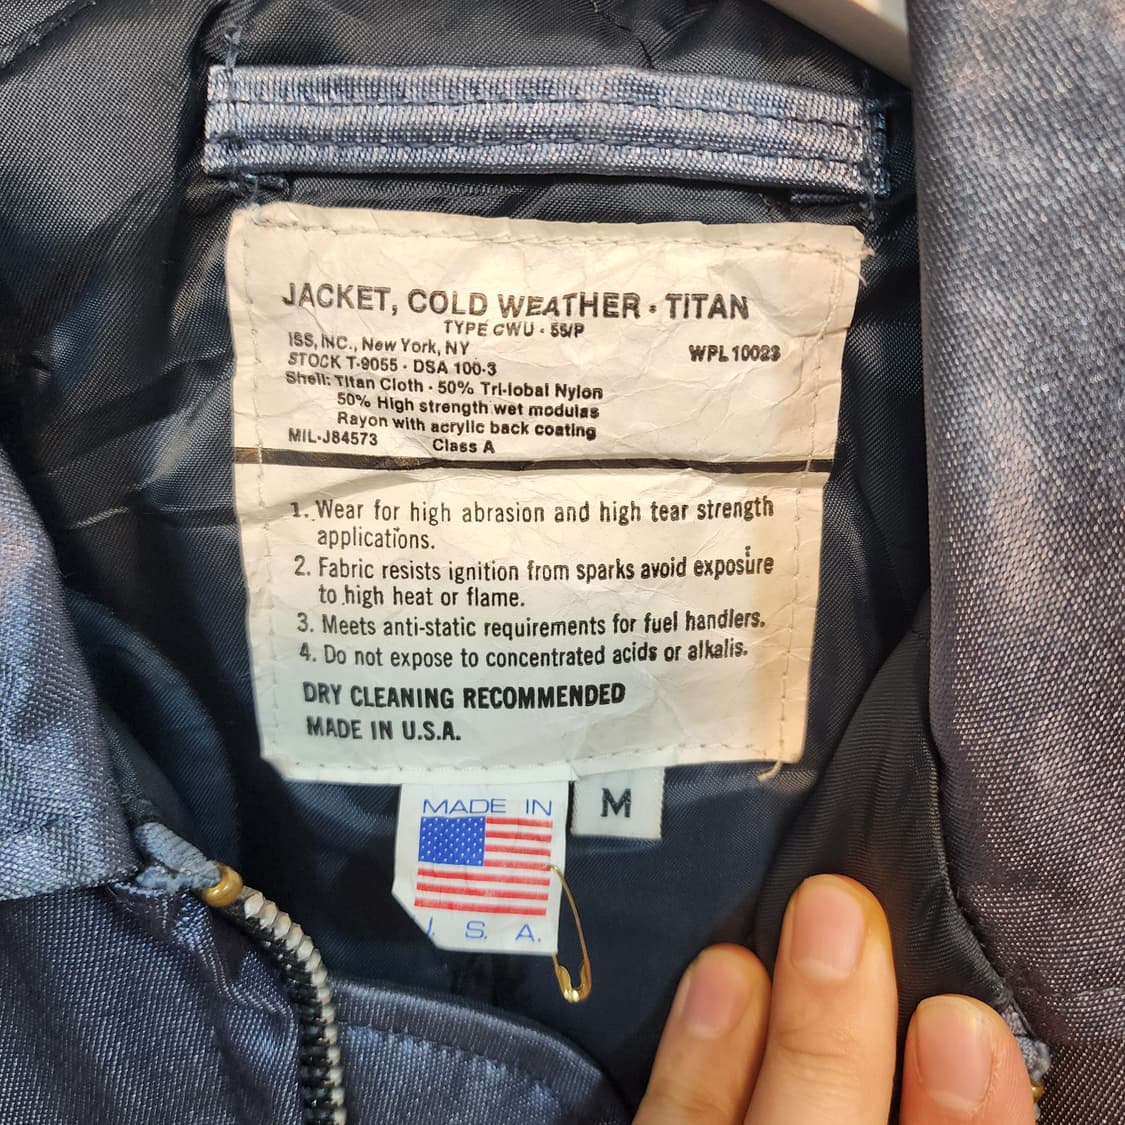 JACKET, COLD WEATHER · TITAN
TYPE CWU · 55/P
ISS, INC., New York, NY
WPL 10023
STOCK T-9055 · DSA 100-3
Shell: Titan Cloth · 50% Tri-lobal Nylon
50% High strength wet modulas
Rayon with acrylic back coating
MIL-J84573 Class A
1. Wear for high abrasion and high tear strength
applications.
2. Fabric resists ignition from sparks avoid exposure
to high heat or flame.
3. Meets anti-static requirements for fuel handlers.
4. Do not expose to concentrated acids or alkalis.
DRY CLEANING RECOMMENDED
MADE IN U.S.A.
M
MADE IN
U. S. A.